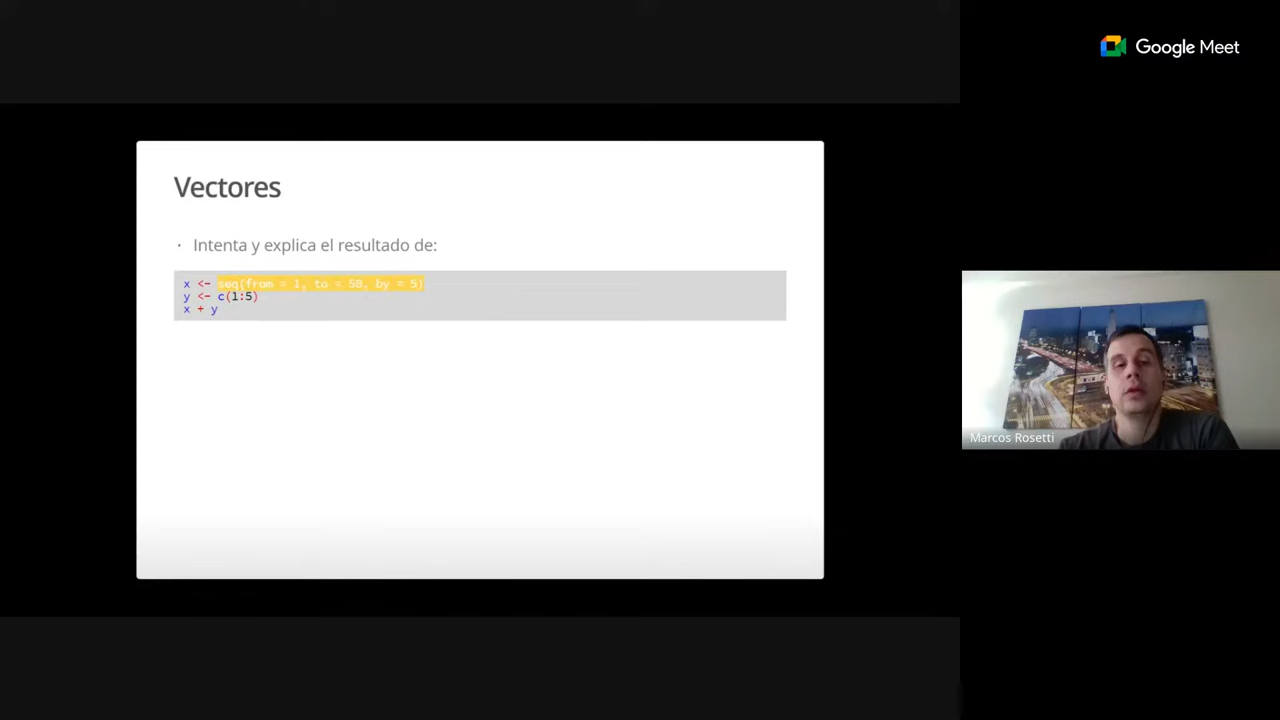 Google Meet
Vectores
· Intenta y explica el resultado de:
x <- seq(from = 1, to = 50, by = 5)
y <- c(1:5)
x + y
Marcos Rosetti